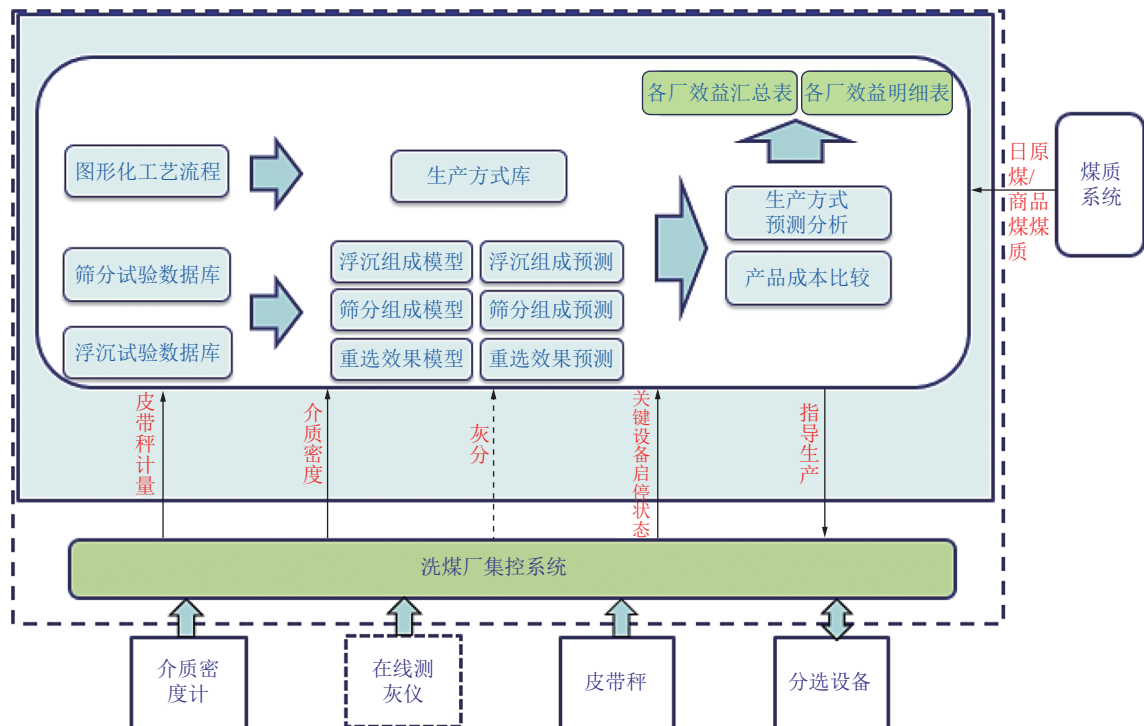 各厂效益汇总表
各厂效益明细表
图形化工艺流程
生产方式库
生产方式
预测分析
筛分试验数据库
浮沉组成模型
浮沉组成预测
产品成本比较
筛分组成模型
筛分组成预测
浮沉试验数据库
重选效果模型
重选效果预测
日原
煤/
商品
煤煤
质
煤质
系统
皮带秤计量
介质密度
灰分
关键设备启停状态
指导生产
洗煤厂集控系统
介质密
度计
在线测
灰仪
皮带秤
分选设备